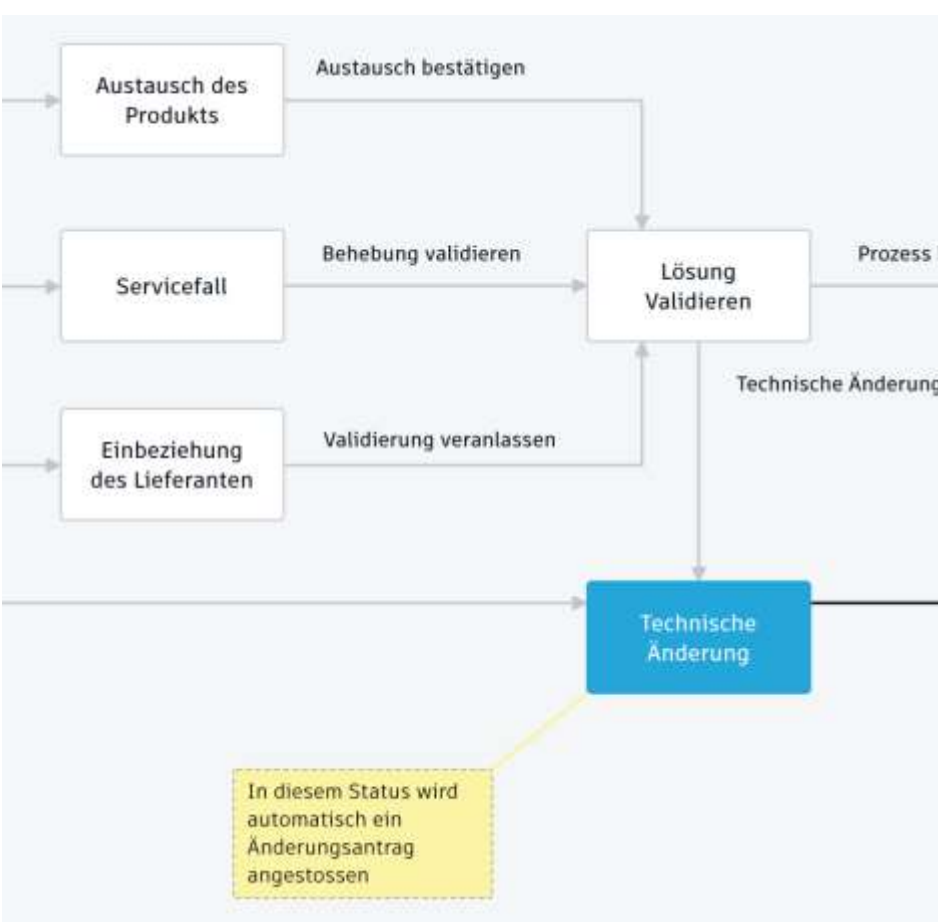 Austausch des
Produkts
Austausch bestätigen
Servicefall
Behebung validieren
Lösung
Validieren
Prozess
Technische Änderung
Einbeziehung
des Lieferanten
Validierung veranlassen
Technische
Änderung
In diesem Status wird
automatisch ein
Änderungsantrag
angestossen